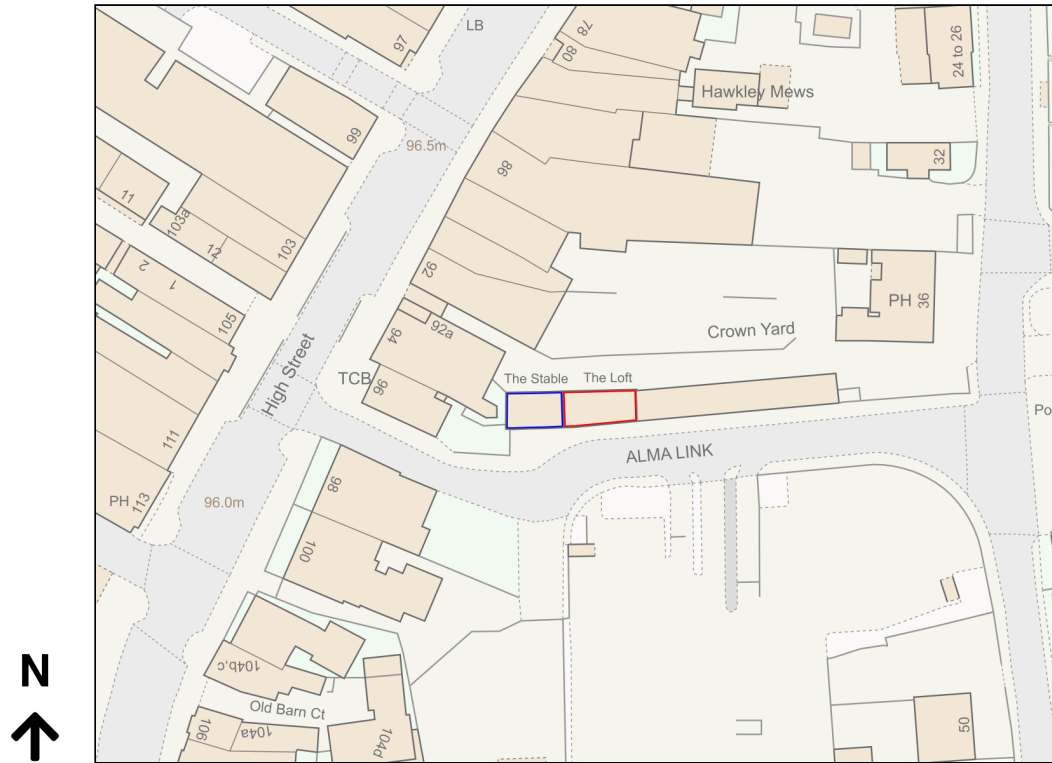 LB
97
78
80
24 to 26
Hawkley Mews
99
96.5m
32
86
11
103a
12
103
92
2
1
PH
36
105
92a
94
Crown Yard
High Street
TCB
96
The Stable
The Loft
Po
111
ALMA LINK
98
PH
113
96.0m
100
N
104b,c
Old Barn Ct
106
104a
104d
50